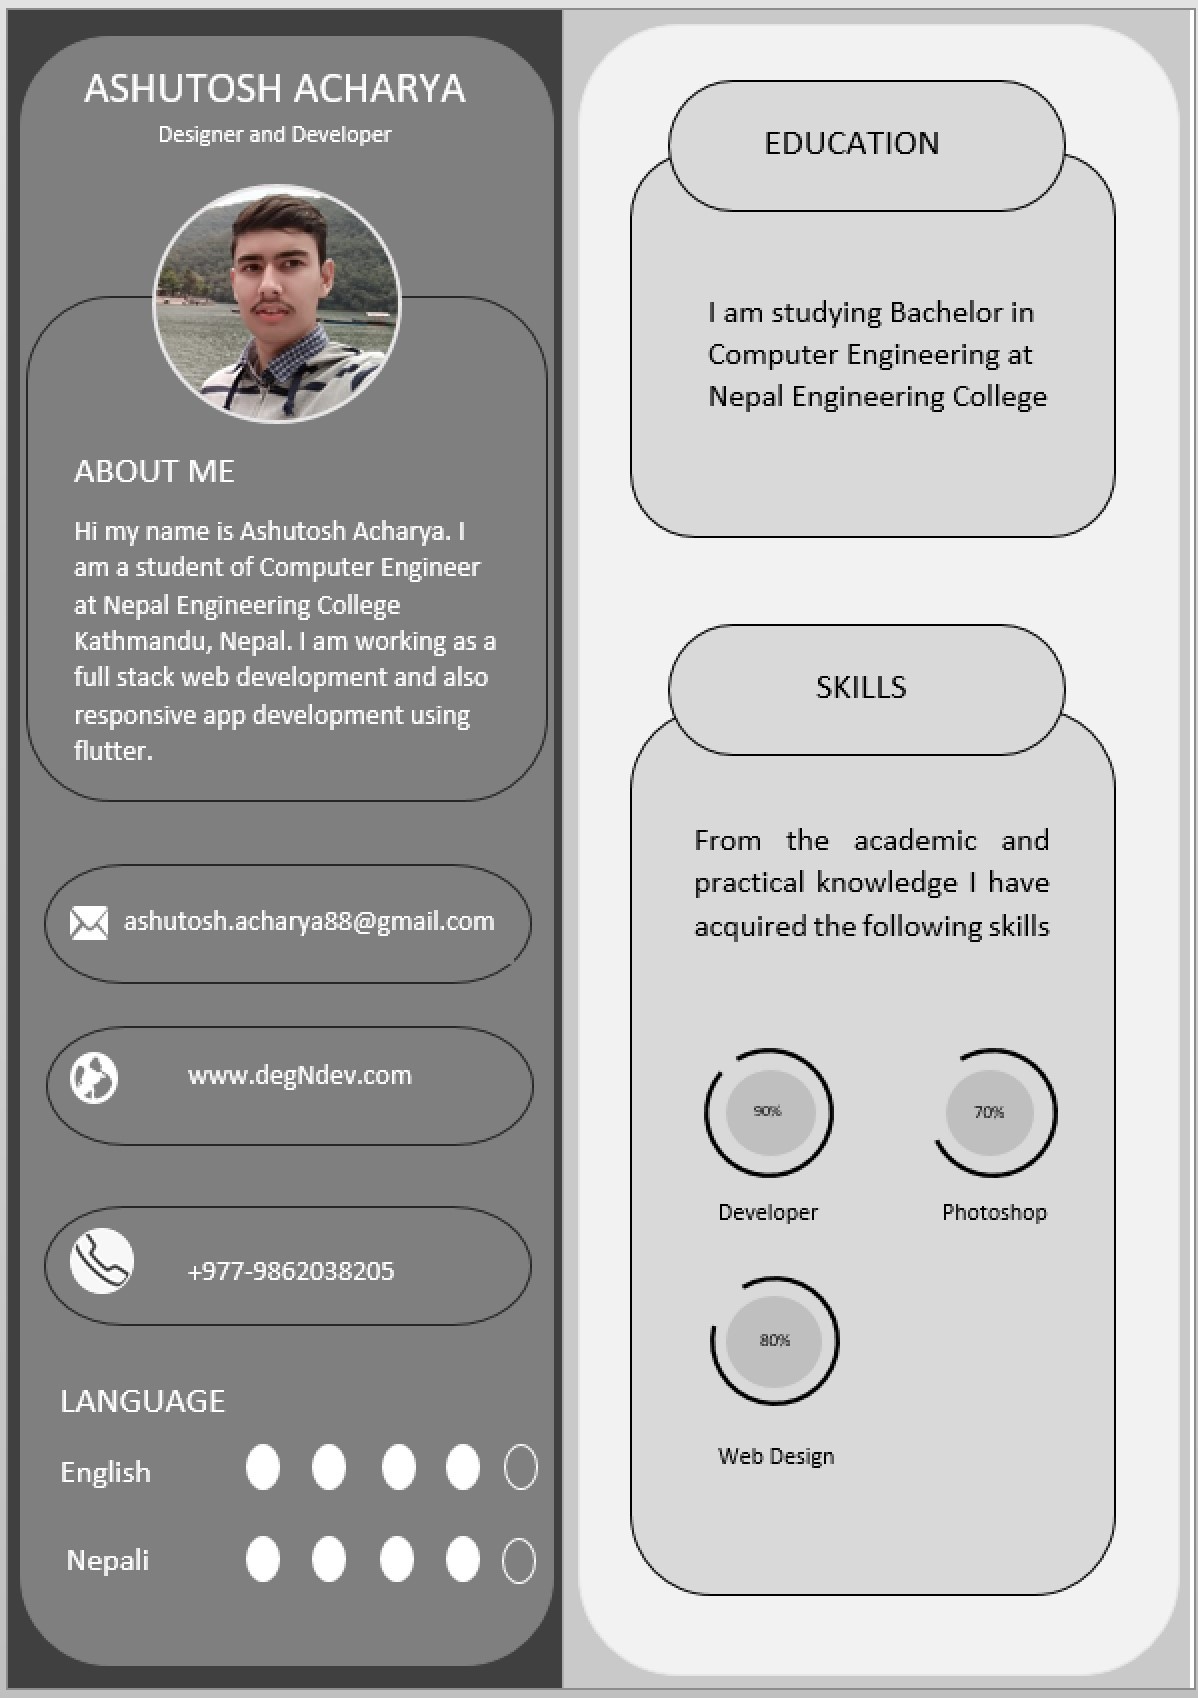 ASHUTOSH ACHARYA
Designer and Developer
ABOUT ME
Hi my name is Ashutosh Acharya. I
am a student of Computer Engineer
at Nepal Engineering College
Kathmandu, Nepal. I am working as a
full stack web development and also
responsive app development using
flutter.
ashutosh.acharya88@gmail.com
www.degNdev.com
+977-9862038205
LANGUAGE
English
Nepali
EDUCATION
I am studying Bachelor in
Computer Engineering at
Nepal Engineering College
SKILLS
From the academic and
practical knowledge I have
acquired the following skills
90%
70%
Developer
Photoshop
80%
Web Design